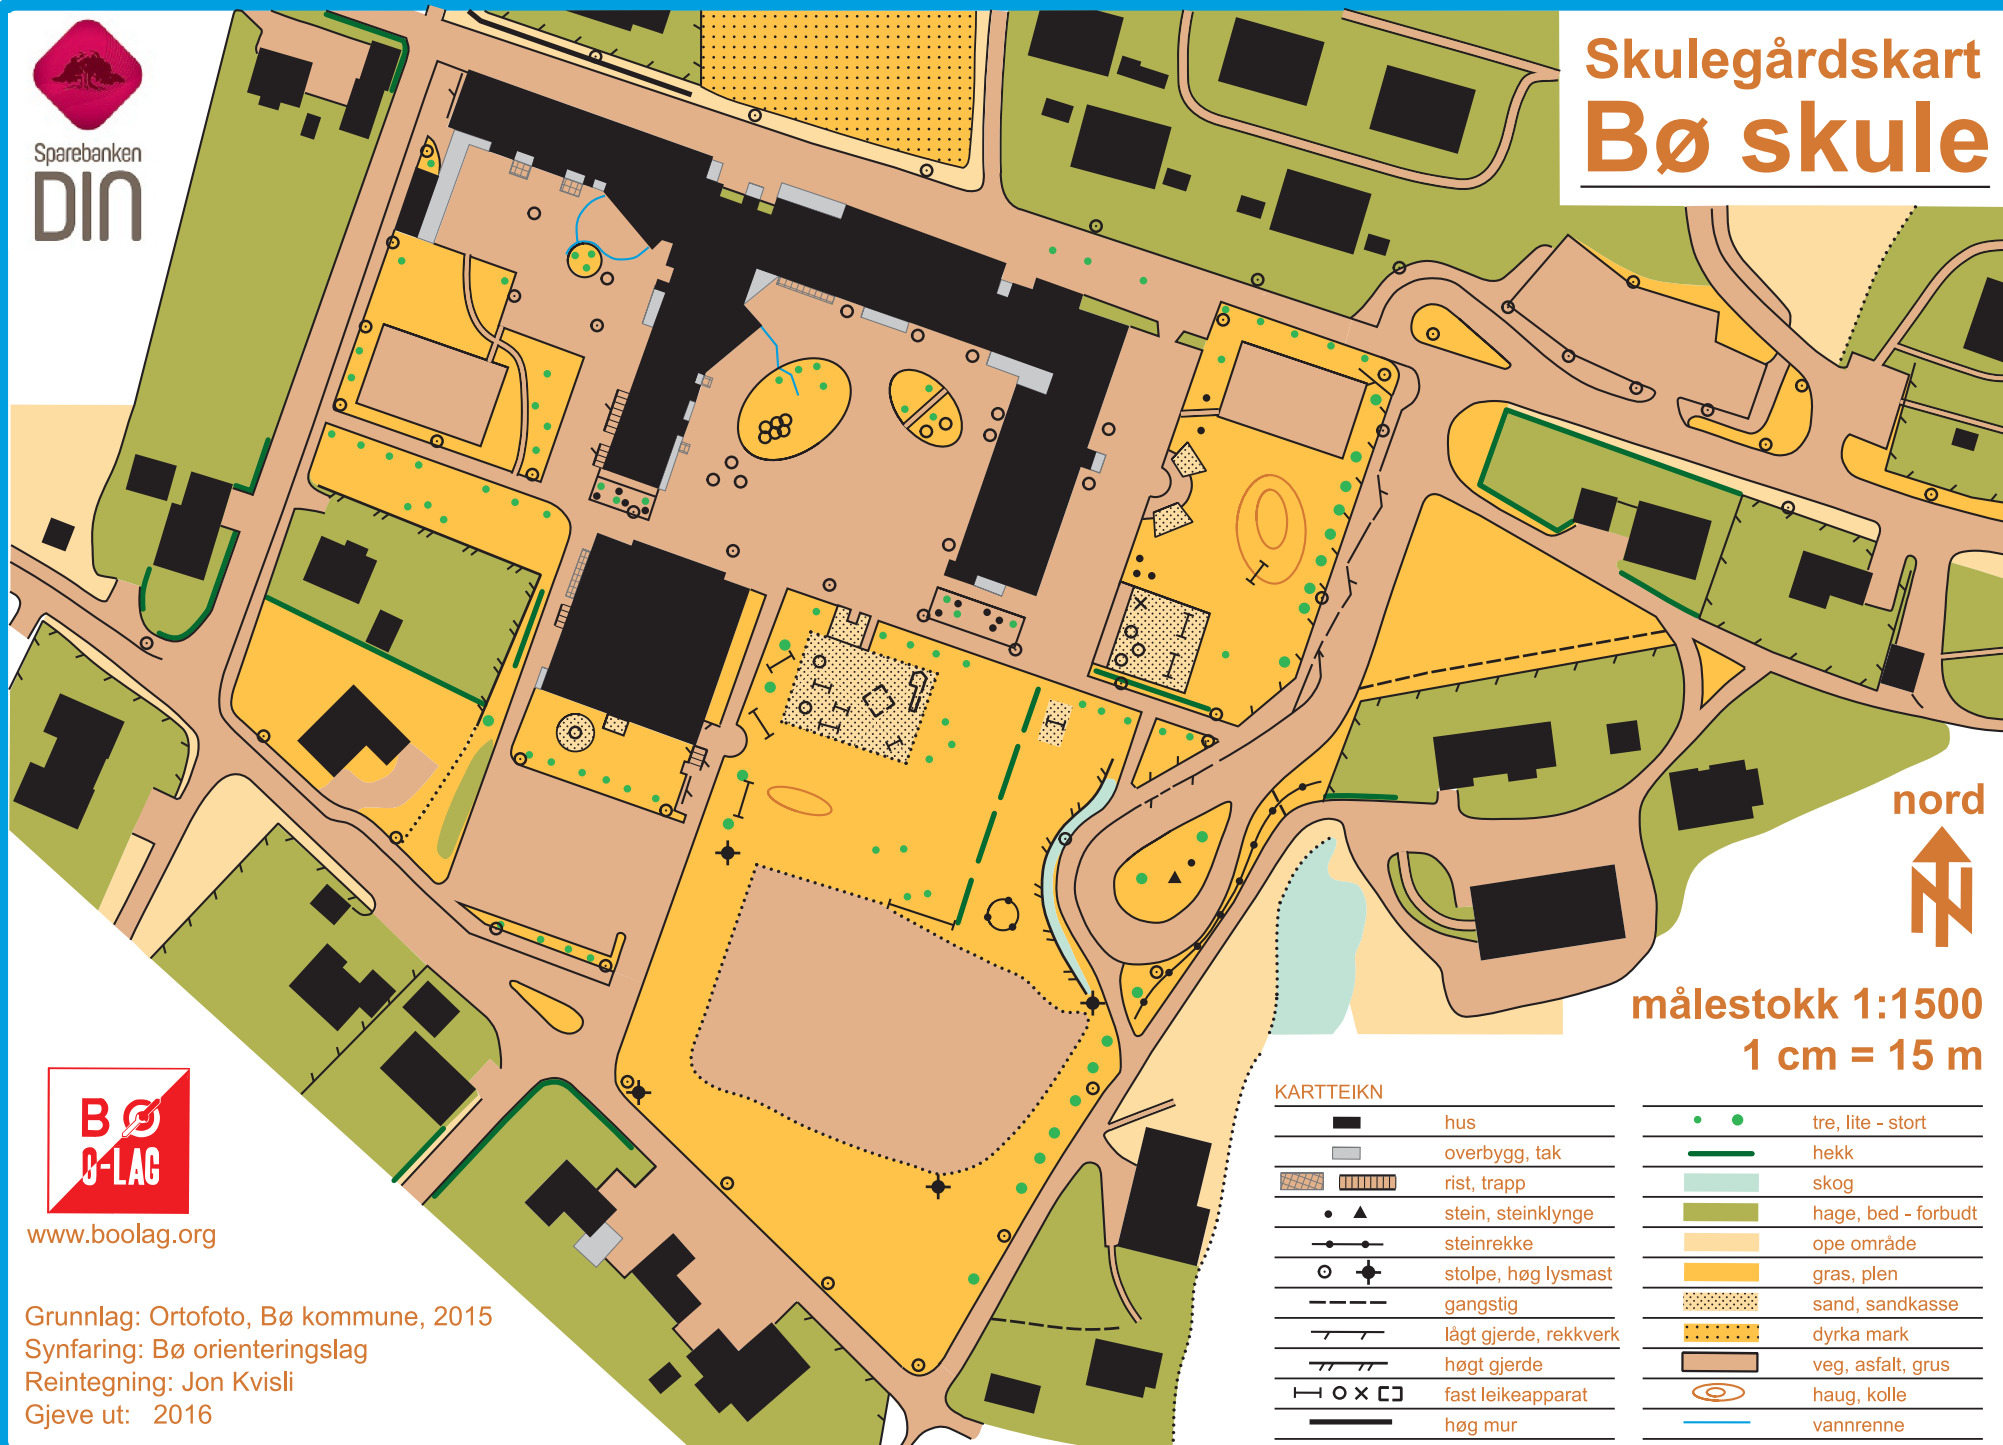 Sparebanken
DIN
Skulegårdskart
Bø skule
nord
målestokk 1:1500
1 cm = 15 m
BØ
O-LAG
www.boolag.org
Grunnlag: Ortofoto, Bø kommune, 2015
Synfaring: Bø orienteringslag
Reintegning: Jon Kvisli
Gjeve ut: 2016
KARTTEIKN
hus
overbygg, tak
rist, trapp
stein, steinklynge
steinrekke
stolpe, høg lysmast
gangstig
lågt gjerde, rekkverk
høgt gjerde
fast leikeapparat
høg mur
tre, lite - stort
hekk
skog
hage, bed - forbudt
ope område
gras, plen
sand, sandkasse
dyrka mark
veg, asfalt, grus
haug, kolle
vannrenne